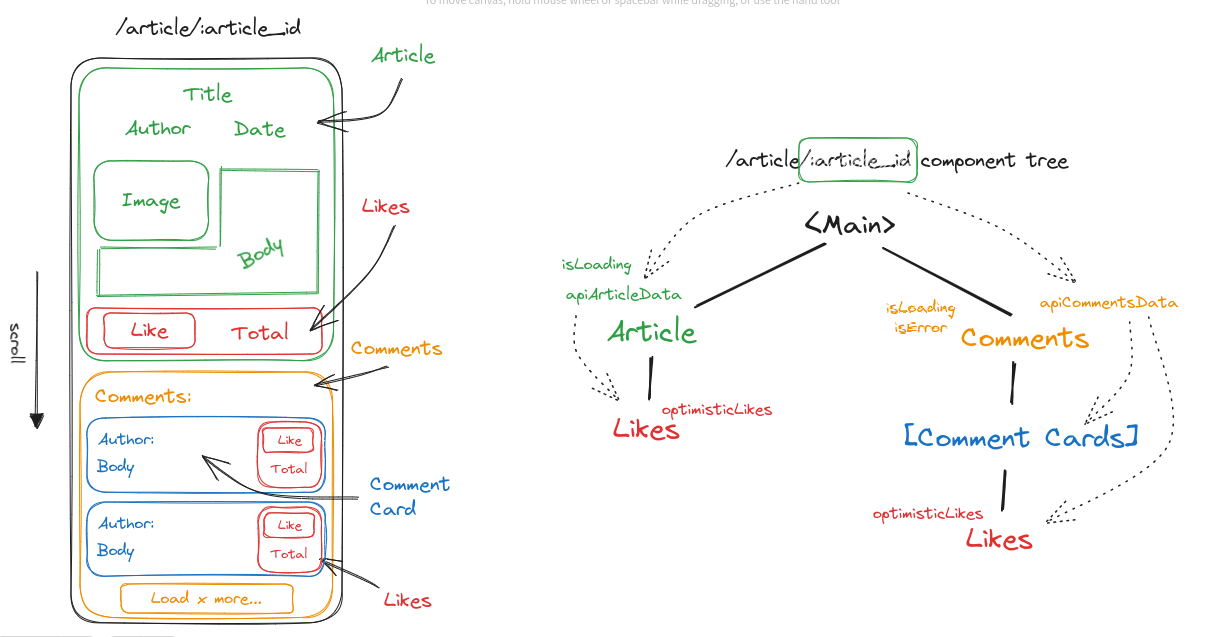 To move canvas, hold mouse wheel or spacebar while dragging, or use the hand tool
/article/:article_id
Article
Title
Author Date
Image
Body
Likes
Like Total
scroll
Comments
Comments:
Author:
Body
Like
Total
Comment
Card
Author:
Body
Like
Total
Load x more...
Likes
/article/:article_id component tree
<Main>
isLoading
apiArticleData
Article
optimisticLikes
Likes
isLoading
isError
apiCommentsData
Comments
[Comment Cards]
optimisticLikes
Likes